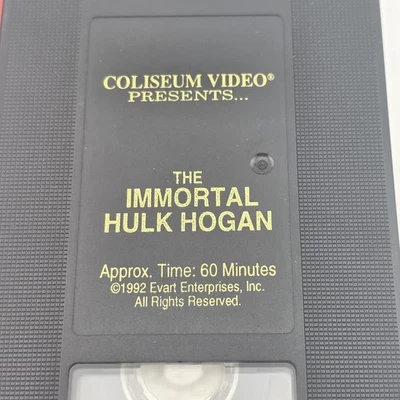 COLISEUM VIDEO®
PRESENTS...
THE
IMMORTAL
HULK HOGAN
Approx. Time: 60 Minutes
©1992 Evart Enterprises, Inc.
All Rights Reserved.